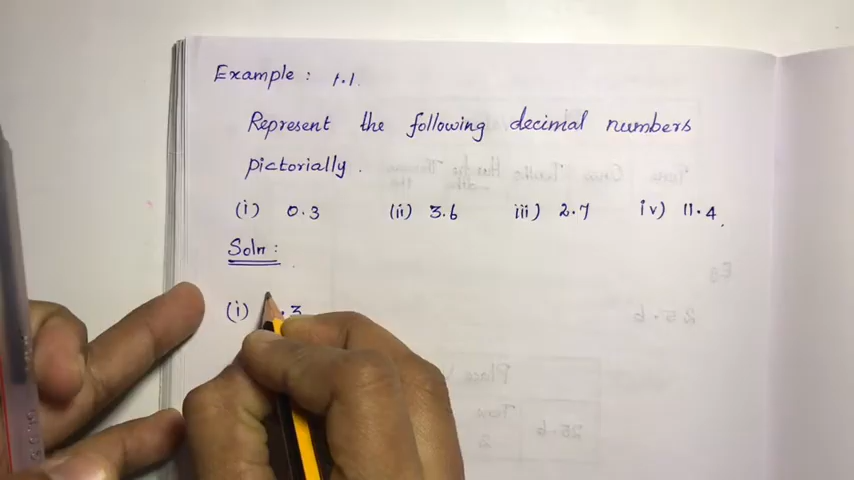 Example : 1.1.
Represent the following decimal numbers
pictorially.
(i) 0.3 (ii) 3.6 iii) 2.7 iv) 11.4
Soln :
(i) .3